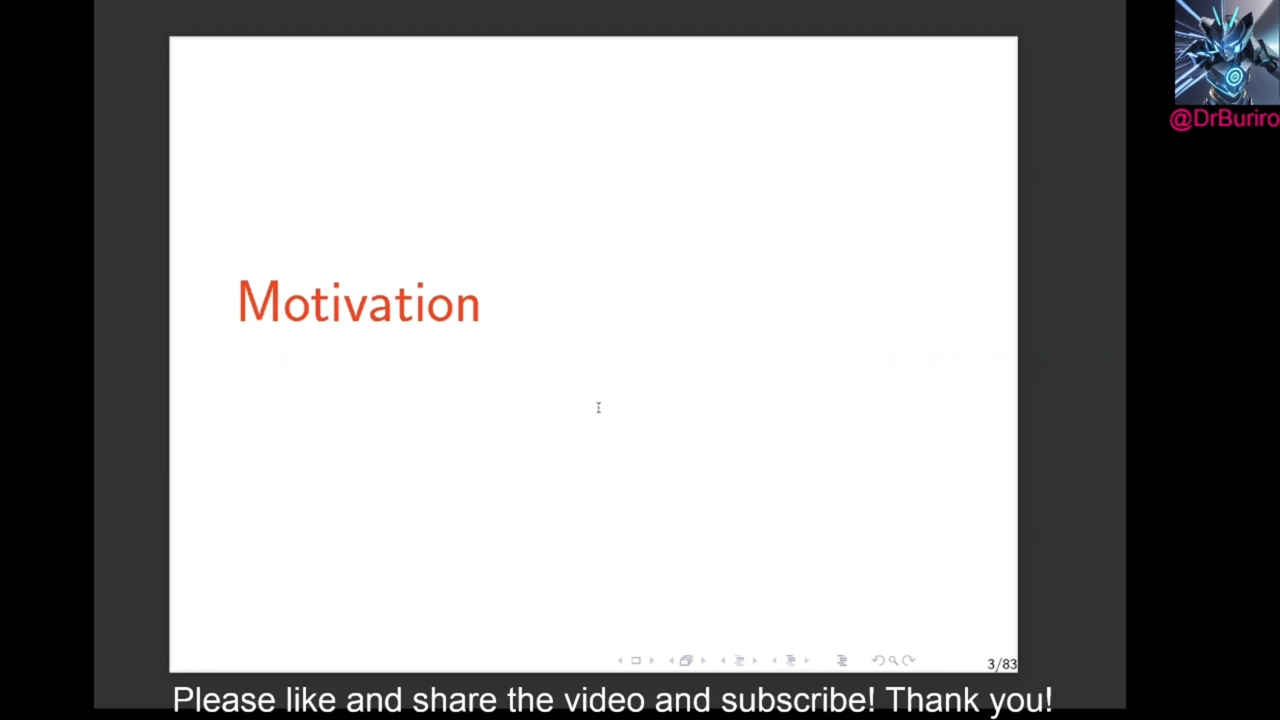 @DrBuriro
Motivation
3/83
Please like and share the video and subscribe! Thank you!